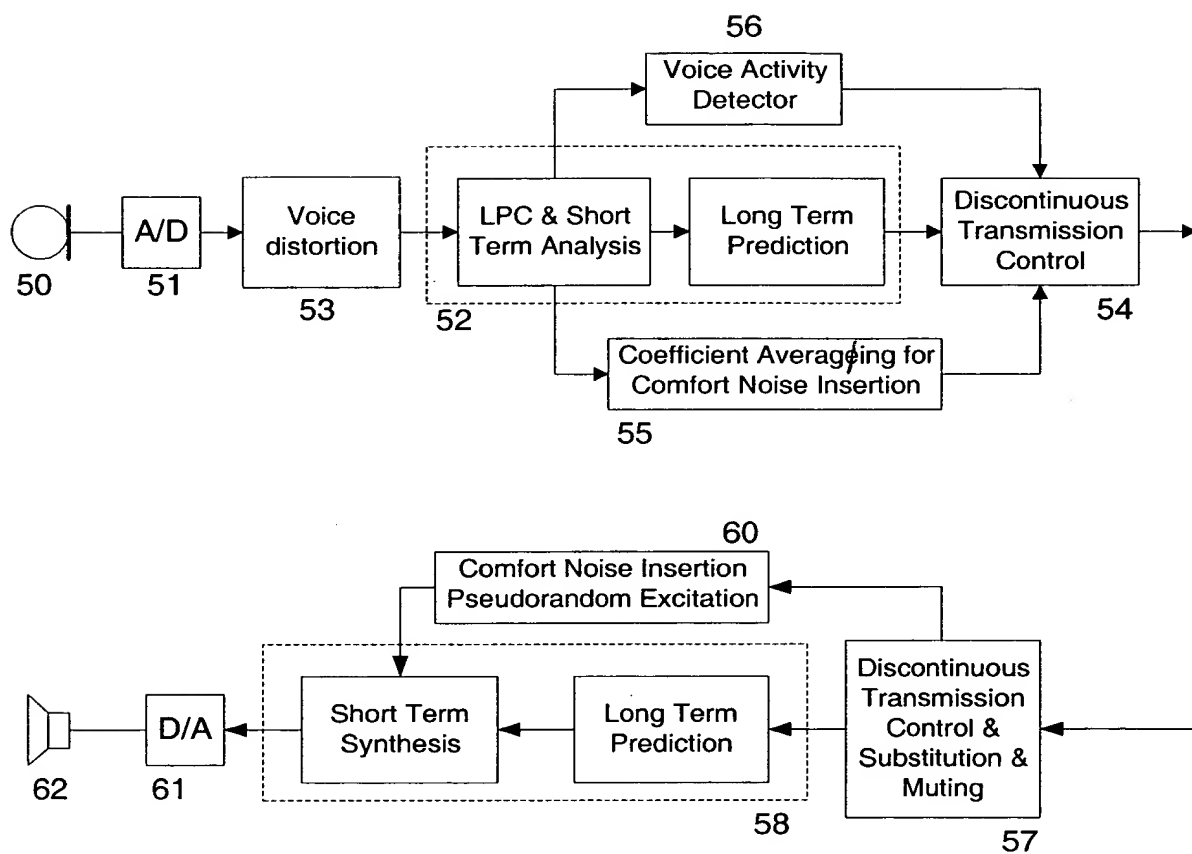 56
Voice Activity
Detector
A/D
Voice
distortion
LPC & Short
Term Analysis
Long Term
Prediction
Discontinuous
Transmission
Control
50
51
53
52
54
Coefficient Averageing for
Comfort Noise Insertion
55
60
Comfort Noise Insertion
Pseudorandom Excitation
D/A
Short Term
Synthesis
Long Term
Prediction
Discontinuous
Transmission
Control &
Substitution &
Muting
62
61
58
57